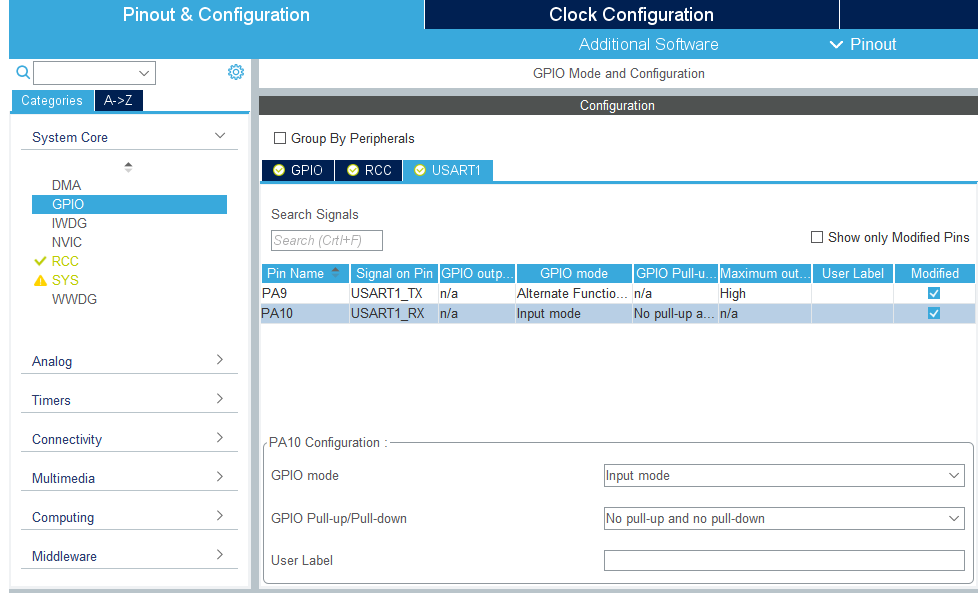 Pinout & Configuration
Clock Configuration
Additional Software
Pinout
GPIO Mode and Configuration
Categories
A->Z
Configuration
System Core
DMA
GPIO
IWDG
NVIC
RCC
SYS
WWDG
Analog
Timers
Connectivity
Multimedia
Computing
Middleware
Group By Peripherals
GPIO RCC USART1
Search Signals
Search (CrtI+F)
Show only Modified Pins
Pin Name Signal on Pin GPIO outp... GPIO mode GPIO Pull-u... Maximum out... User Label Modified
PA9 USART1_TX n/a Alternate Functio... n/a High
PA10 USART1_RX n/a Input mode No pull-up a... n/a
PA10 Configuration :
GPIO mode Input mode
GPIO Pull-up/Pull-down No pull-up and no pull-down
User Label